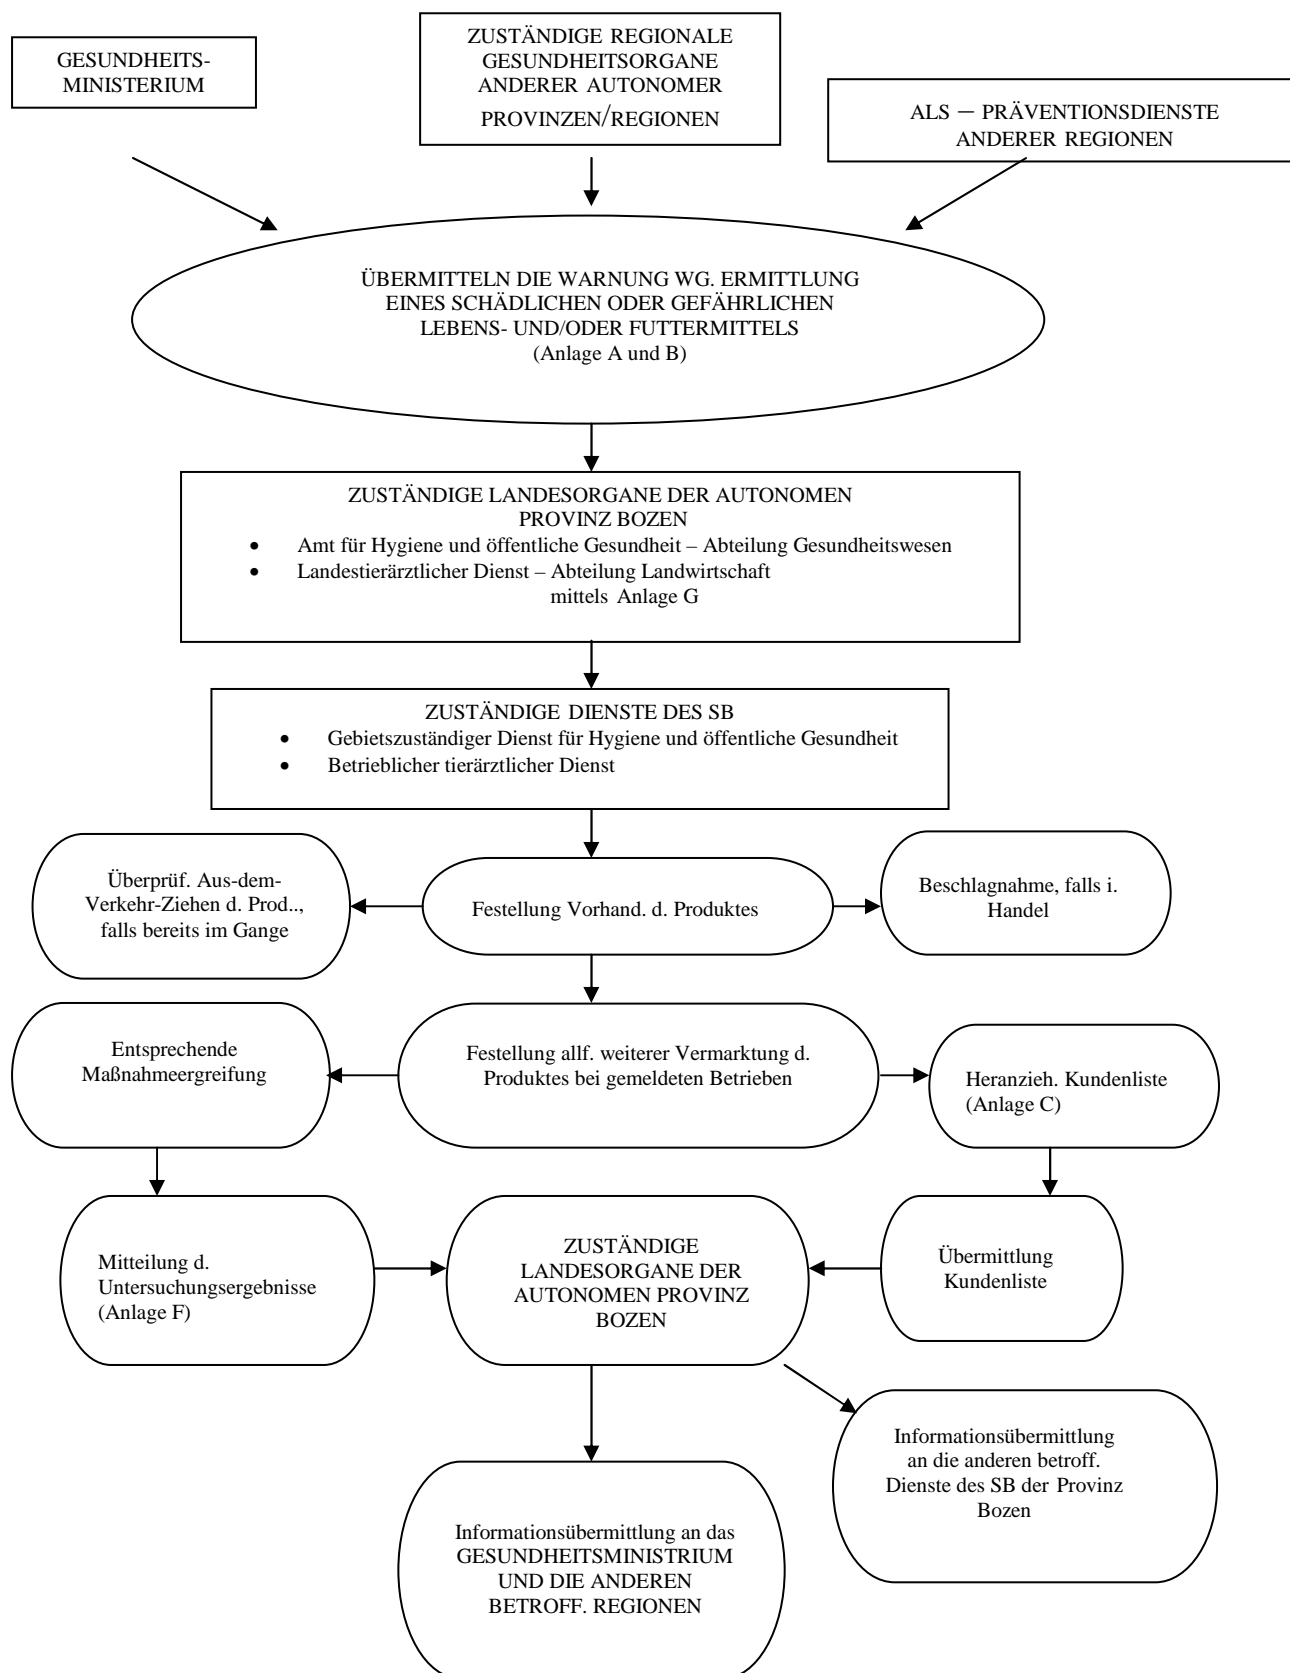 GESUNDHEITS-
MINISTERIUM
ZUSTÄNDIGE REGIONALE
GESUNDHEITSORGANE
ANDERER AUTONOMER
PROVINZEN/REGIONEN
ALS – PRÄVENTIONSDIENSTE
ANDERER REGIONEN
ÜBERMITTELN DIE WARNUNG WG. ERMITTLUNG
EINES SCHÄDLICHEN ODER GEFÄHRLICHEN
LEBENS- UND/ODER FUTTERMITTELS
(Anlage A und B)
ZUSTÄNDIGE LANDESORGANE DER AUTONOMEN
PROVINZ BOZEN
• Amt für Hygiene und öffentliche Gesundheit – Abteilung Gesundheitswesen
• Landestierärztlicher Dienst – Abteilung Landwirtschaft
mittels Anlage G
ZUSTÄNDIGE DIENSTE DES SB
• Gebietszuständiger Dienst für Hygiene und öffentliche Gesundheit
• Betrieblicher tierärztlicher Dienst
Überprüf. Aus-dem-
Verkehr-Ziehen d. Prod..,
falls bereits im Gange
Festellung Vorhand. d. Produktes
Beschlagnahme, falls i.
Handel
Entsprechende
Maßnahmeergreifung
Festellung allf. weiterer Vermarktung d.
Produktes bei gemeldeten Betrieben
Heranzieh. Kundenliste
(Anlage C)
Mitteilung d.
Untersuchungsergebnisse
(Anlage F)
ZUSTÄNDIGE
LANDESORGANE DER
AUTONOMEN PROVINZ
BOZEN
Übermittlung
Kundenliste
Informationsübermittlung
an die anderen betroff.
Dienste des SB der Provinz
Bozen
Informationsübermittlung an das
GESUNDHEITSMINISTRIUM
UND DIE ANDEREN
BETROFF. REGIONEN